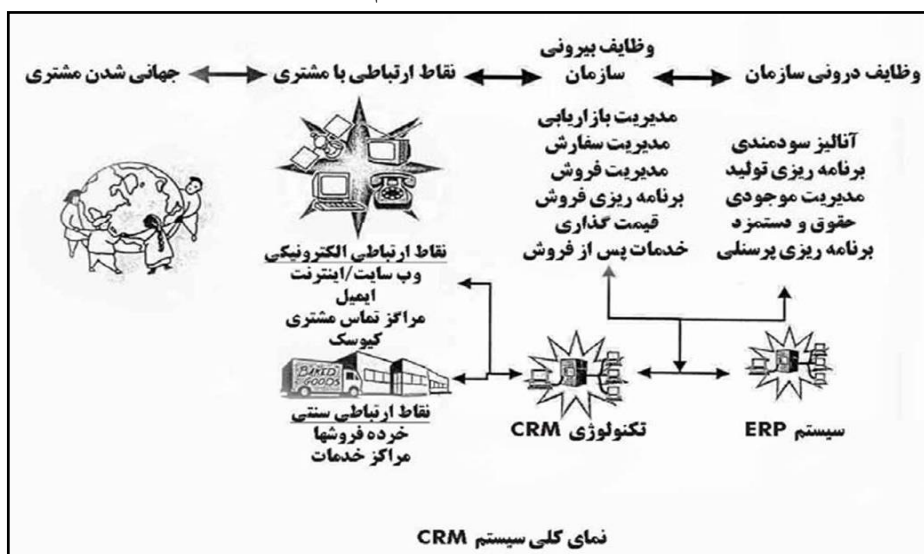 وظایف درونی سازمان
وظایف بیرونی
سازمان
نقاط ارتباطی با مشتری
جهانی شدن مشتری
آنالیز سودمندی
برنامه ریزی تولید
مدیریت موجودی
حقوق و دستمزد
برنامه ریزی پرسنلی
مدیریت بازاریابی
مدیریت سفارش
مدیریت فروش
برنامه ریزی فروش
قیمت گذاری
خدمات پس از فروش
نقاط ارتباطی الکترونیکی
وب سایت/اینترنت
ایمیل
مراکز تماس مشتری
کیوسک
BAKED
GOODS
نقاط ارتباطی سنتی
خرده فروشها
مراکز خدمات
سیستم ERP
تکنولوژی CRM
نمای کلی سیستم CRM